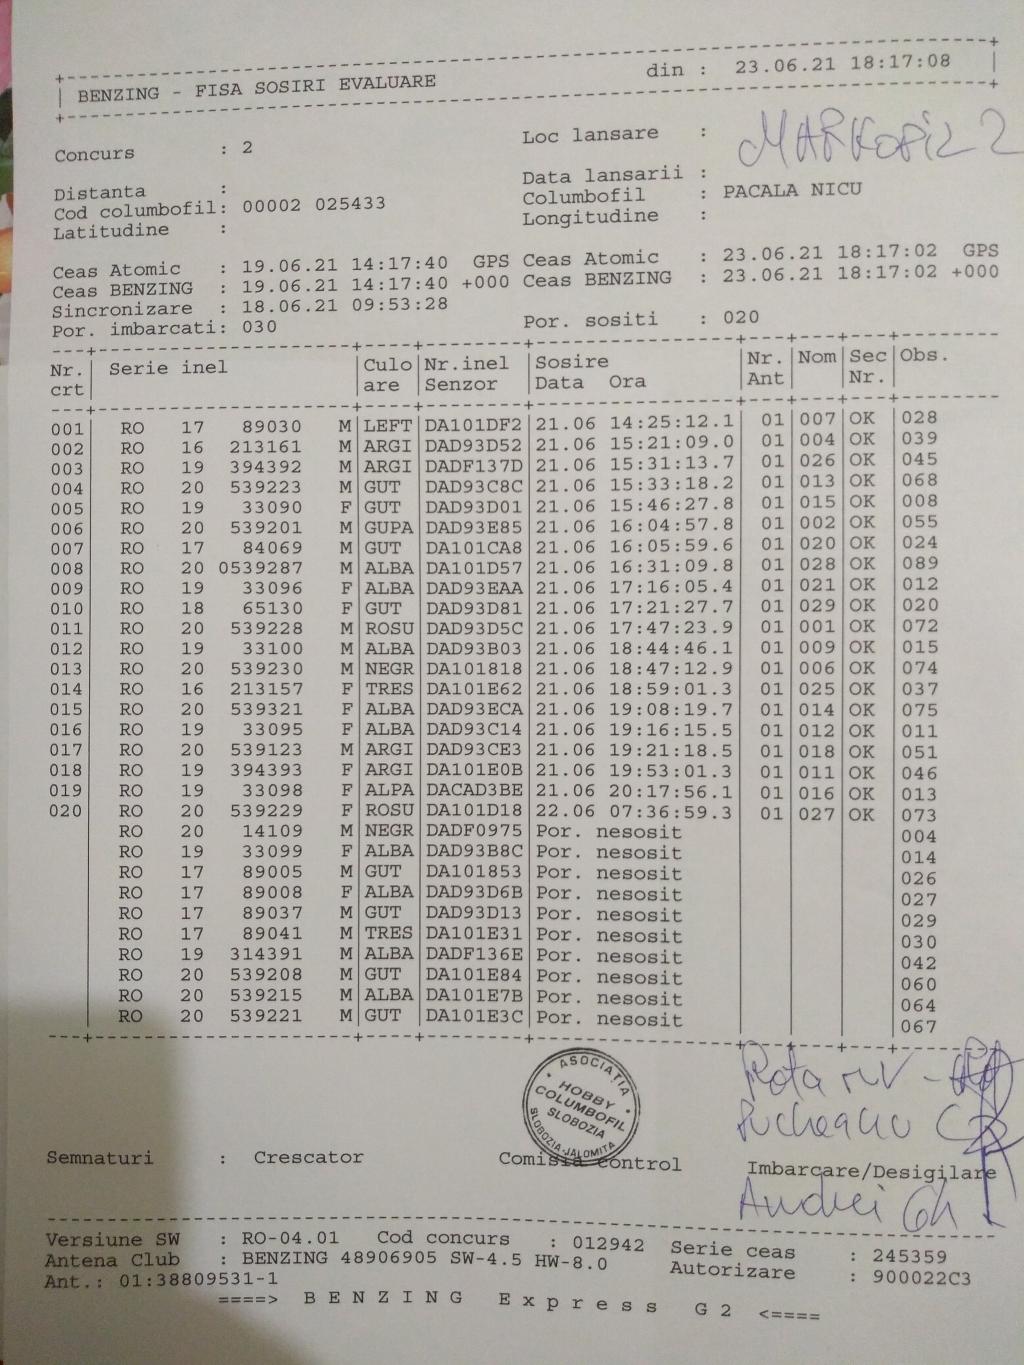 BENZING - FISA SOSIRI EVALUARE din : 23.06.21 18:17:08
Concurs : 2 Loc lansare : MARKOPIL 2
Distanta : Data lansarii :
Cod columbofil: 00002 025433 Columbofil : PACALA NICU
Latitudine : Longitudine :
Ceas Atomic : 19.06.21 14:17:40 GPS Ceas Atomic : 23.06.21 18:17:02 GPS
Ceas BENZING : 19.06.21 14:17:40 +000 Ceas BENZING : 23.06.21 18:17:02 +000
Sincronizare : 18.06.21 09:53:28
Por. imbarcati: 030 Por. sositi : 020
Nr. Serie inel Culo Nr.inel Sosire Nr. Nom Sec Obs.
crt are Senzor Data Ora Ant Nr.
001 RO 17 89030 M LEFT DA101DF2 21.06 14:25:12.1 01 007 OK 028
002 RO 16 213161 M ARGI DAD93D52 21.06 15:21:09.0 01 004 OK 039
003 RO 19 394392 M ARGI DADF137D 21.06 15:31:13.7 01 026 OK 045
004 RO 20 539223 M GUT DAD93C8C 21.06 15:33:18.2 01 013 OK 068
005 RO 19 33090 F GUT DAD93D01 21.06 15:46:27.8 01 015 OK 008
006 RO 20 539201 M GUPA DAD93E85 21.06 16:04:57.8 01 002 OK 055
007 RO 17 84069 M GUT DA101CA8 21.06 16:05:59.6 01 020 OK 024
008 RO 20 0539287 M ALBA DA101D57 21.06 16:31:09.8 01 028 OK 089
009 RO 19 33096 F ALBA DAD93EAA 21.06 17:16:05.4 01 021 OK 012
010 RO 18 65130 F GUT DAD93D81 21.06 17:21:27.7 01 029 OK 020
011 RO 20 539228 M ROSU DAD93D5C 21.06 17:47:23.9 01 001 OK 072
012 RO 19 33100 M ALBA DAD93B03 21.06 18:44:46.1 01 009 OK 015
013 RO 20 539230 M NEGR DA101818 21.06 18:47:12.9 01 006 OK 074
014 RO 16 213157 F TRES DA101E62 21.06 18:59:01.3 01 025 OK 037
015 RO 20 539321 F ALBA DAD93ECA 21.06 19:08:19.7 01 014 OK 075
016 RO 19 33095 F ALBA DAD93C14 21.06 19:16:15.5 01 012 OK 011
017 RO 20 539123 M ARGI DAD93CE3 21.06 19:21:18.5 01 018 OK 051
018 RO 19 394393 F ARGI DA101E0B 21.06 19:53:01.3 01 011 OK 046
019 RO 19 33098 F ALPA DACAD3BE 21.06 20:17:56.1 01 016 OK 013
020 RO 20 539229 F ROSU DA101D18 22.06 07:36:59.3 01 027 OK 073
RO 20 14109 M NEGR DADF0975 Por. nesosit 004
RO 19 33099 F ALBA DAD93B8C Por. nesosit 014
RO 17 89005 M GUT DA101853 Por. nesosit 026
RO 17 89008 F ALBA DAD93D6B Por. nesosit 027
RO 17 89037 M GUT DAD93D13 Por. nesosit 029
RO 17 89041 M TRES DA101E31 Por. nesosit 030
RO 19 314391 M ALBA DADF136E Por. nesosit 042
RO 20 539208 M GUT DA101E84 Por. nesosit 060
RO 20 539215 M ALBA DA101E7B Por. nesosit 064
RO 20 539221 M GUT DA101E3C Por. nesosit 067
ASOCIATIA
HOBBY
COLUMBOFIL
SLOBOZIA
SLOBOZIA-JALOMITA
Semnaturi : Crescator Comisia control Imbarcare/Desigilare
Andrei Gh
Versiune SW : RO-04.01 Cod concurs : 012942 Serie ceas : 245359
Antena Club : BENZING 48906905 SW-4.5 HW-8.0 Autorizare : 900022C3
Ant.: 01:38809531-1
====> B E N Z I N G E x p r e s s G 2 <====